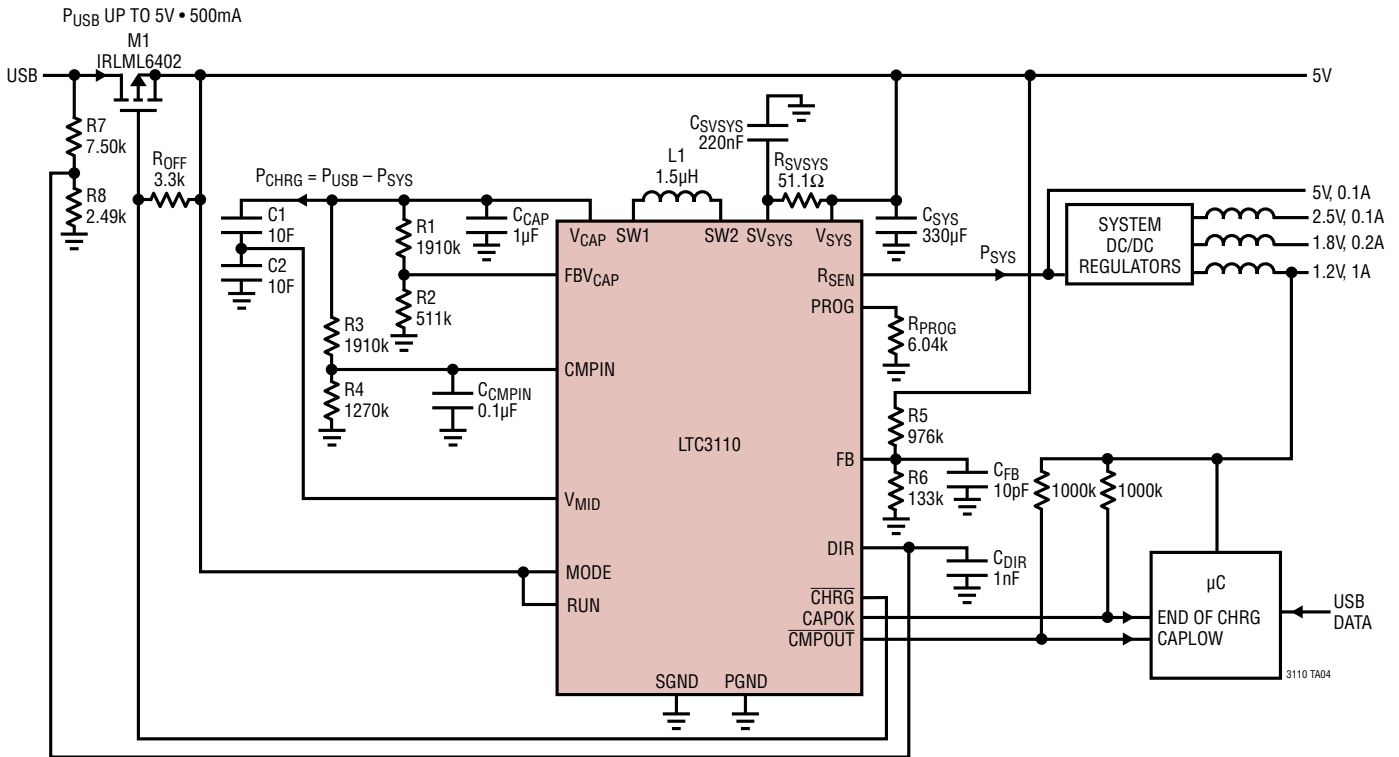 P_USB UP TO 5V • 500mA
M1
IRLML6402
USB
5V
R7
7.50k
R8
2.49k
R_OFF
3.3k
P_CHRG = P_USB – P_SYS
C1
10F
C2
10F
R1
1910k
R2
511k
C_CAP
1µF
L1
1.5µH
C_SVSYS
220nF
R_SVSYS
51.1Ω
C_SYS
330µF
5V, 0.1A
2.5V, 0.1A
1.8V, 0.2A
1.2V, 1A
SYSTEM
DC/DC
REGULATORS
P_SYS
V_CAP SW1 SW2 SV_SYS V_SYS
FBV_CAP
R_SEN
PROG
R_PROG
6.04k
R3
1910k
R4
1270k
CMPIN
C_CMPIN
0.1µF
LTC3110
R5
976k
FB
R6
133k
C_FB
10pF
1000k
1000k
V_MID
DIR
C_DIR
1nF
MODE
RUN
CHRG
CAPOK
CMPOUT
µC
END OF CHRG
CAPLOW
USB
DATA
SGND PGND
3110 TA04